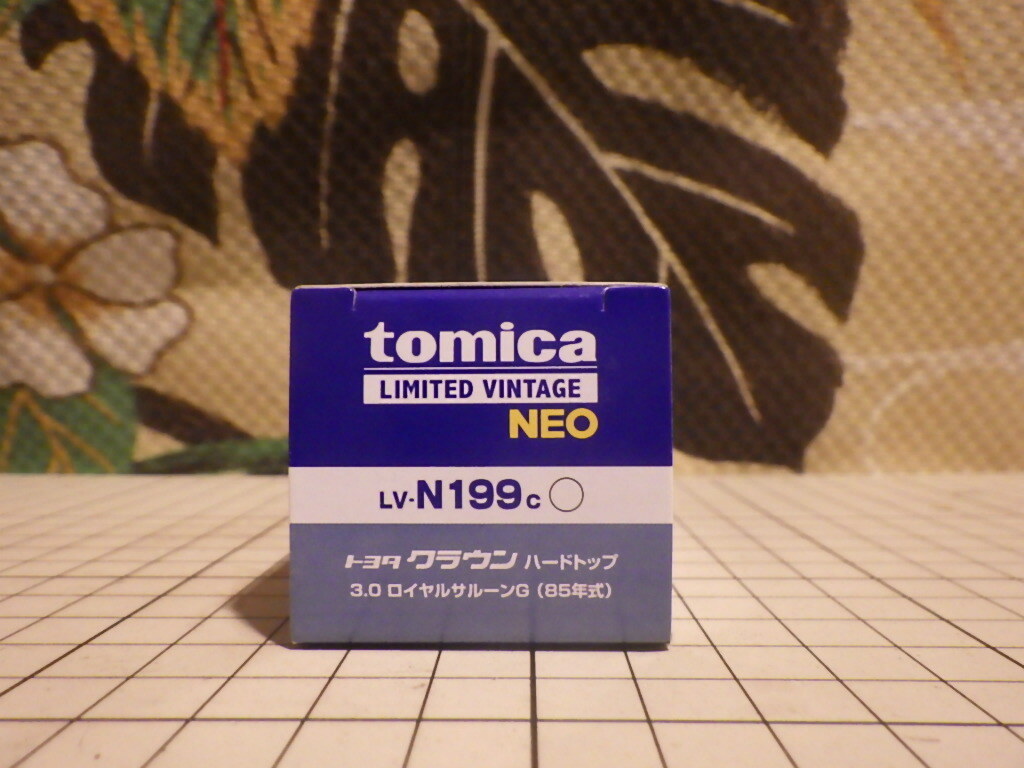 tomica
LIMITED VINTAGE
NEO
LV-N199c
トヨタ クラウン ハードトップ
3.0 ロイヤルサルーンG（85年式）